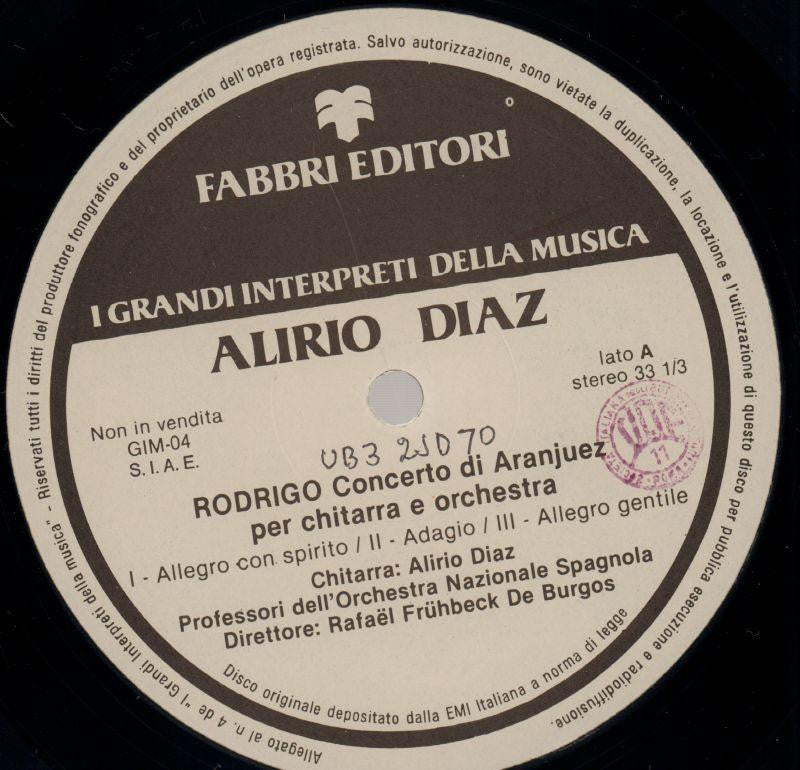 FABBRI EDITORI
I GRANDI INTERPRETI DELLA MUSICA
ALIRIO DIAZ
lato A
stereo 33 1/3
Non in vendita
GIM-04
S.I.A.E.
UB3 2JD 70
RODRIGO Concerto di Aranjuez
per chitarra e orchestra
I - Allegro con spirito / II - Adagio / III - Allegro gentile
Chitarra: Alirio Diaz
Professori dell'Orchestra Nazionale Spagnola
Direttore: Rafaël Frühbeck De Burgos
Disco originale depositato dalla EMI Italiana a norma di legge
Allegato al n. 4 de "I Grandi Interpreti della musica" - Riservati tutti i diritti del produttore fonografico e del proprietario dell'opera registrata. Salvo autorizzazione, sono vietate la duplicazione, la locazione e l'utilizzazione di questo disco per pubblica esecuzione e radiodiffusione.
SIAE
11